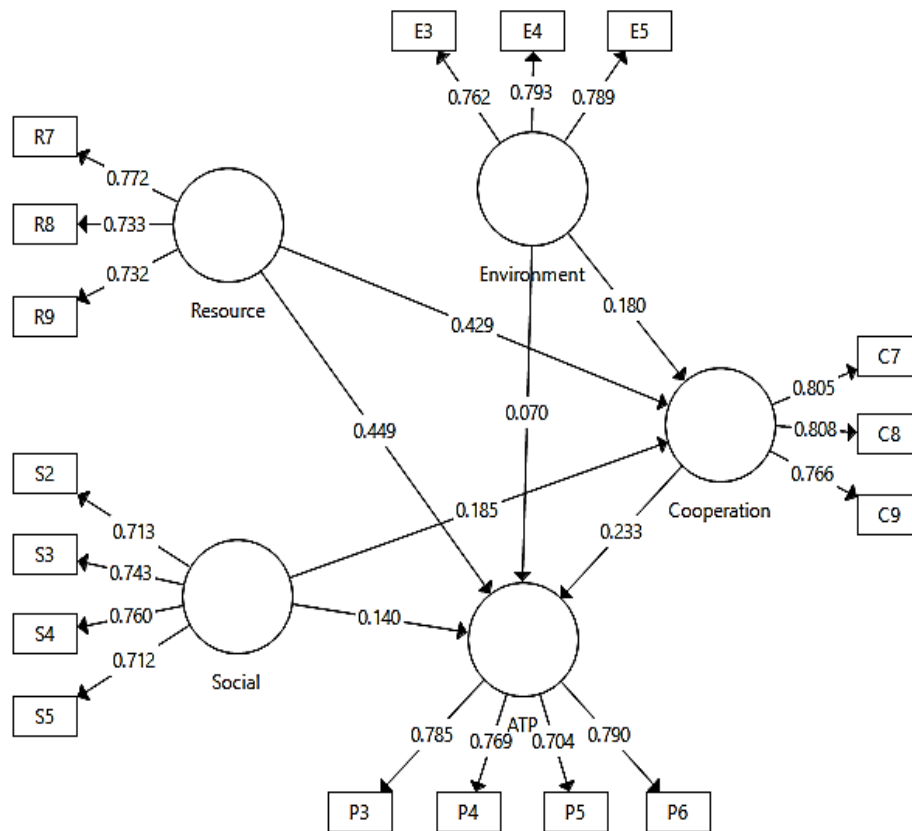 E3
E4
E5
0.762
0.793
0.789
R7
R8
R9
0.772
0.733
0.732
Resource
Environment
0.429
0.180
0.449
0.070
C7
C8
C9
0.805
0.808
0.766
Cooperation
S2
S3
S4
S5
0.713
0.743
0.760
0.712
Social
0.185
0.233
0.140
ATP
0.785
0.769
0.704
0.790
P3
P4
P5
P6